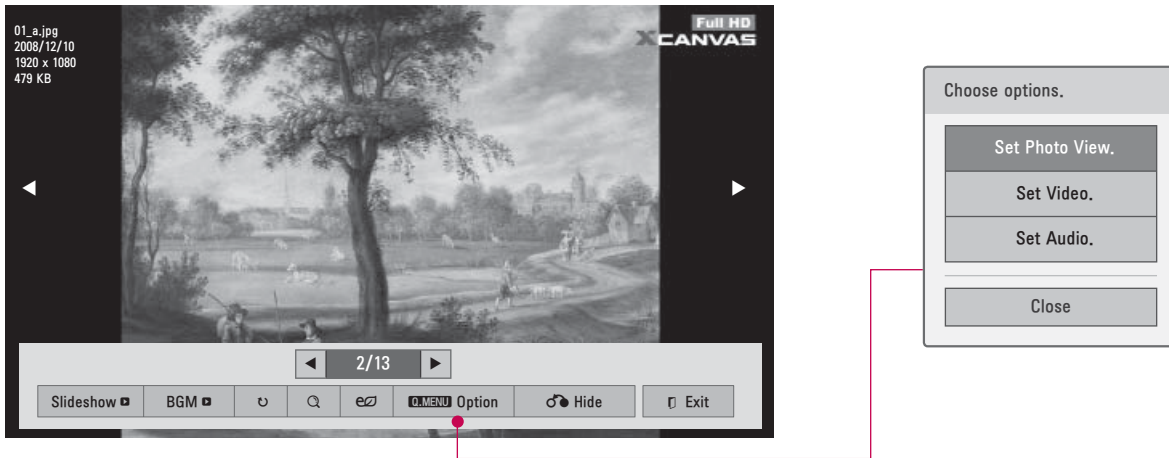 01_a.jpg
2008/12/10
1920 x 1080
479 KB
Full HD
XCANVAS
2/13
Slideshow
BGM
Q.MENU Option
Hide
Exit
Choose options.
Set Photo View.
Set Video.
Set Audio.
Close